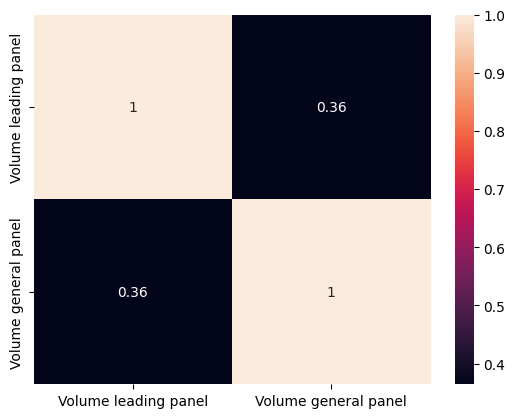 Volume leading panel
Volume general panel
1
0.36
0.36
1
Volume leading panel
Volume general panel
1.0
0.9
0.8
0.7
0.6
0.5
0.4